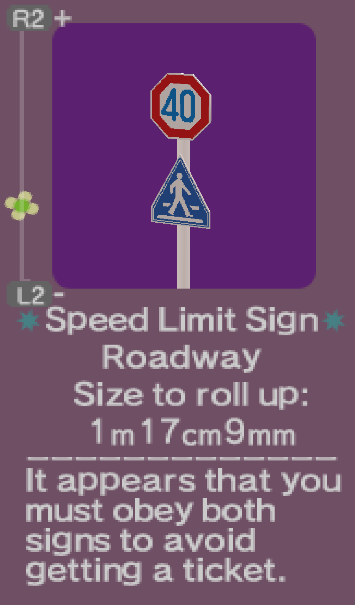 R2 +
40
L2 -
Speed Limit Sign
Roadway
Size to roll up:
1m17cm9mm
It appears that you
must obey both
signs to avoid
getting a ticket.